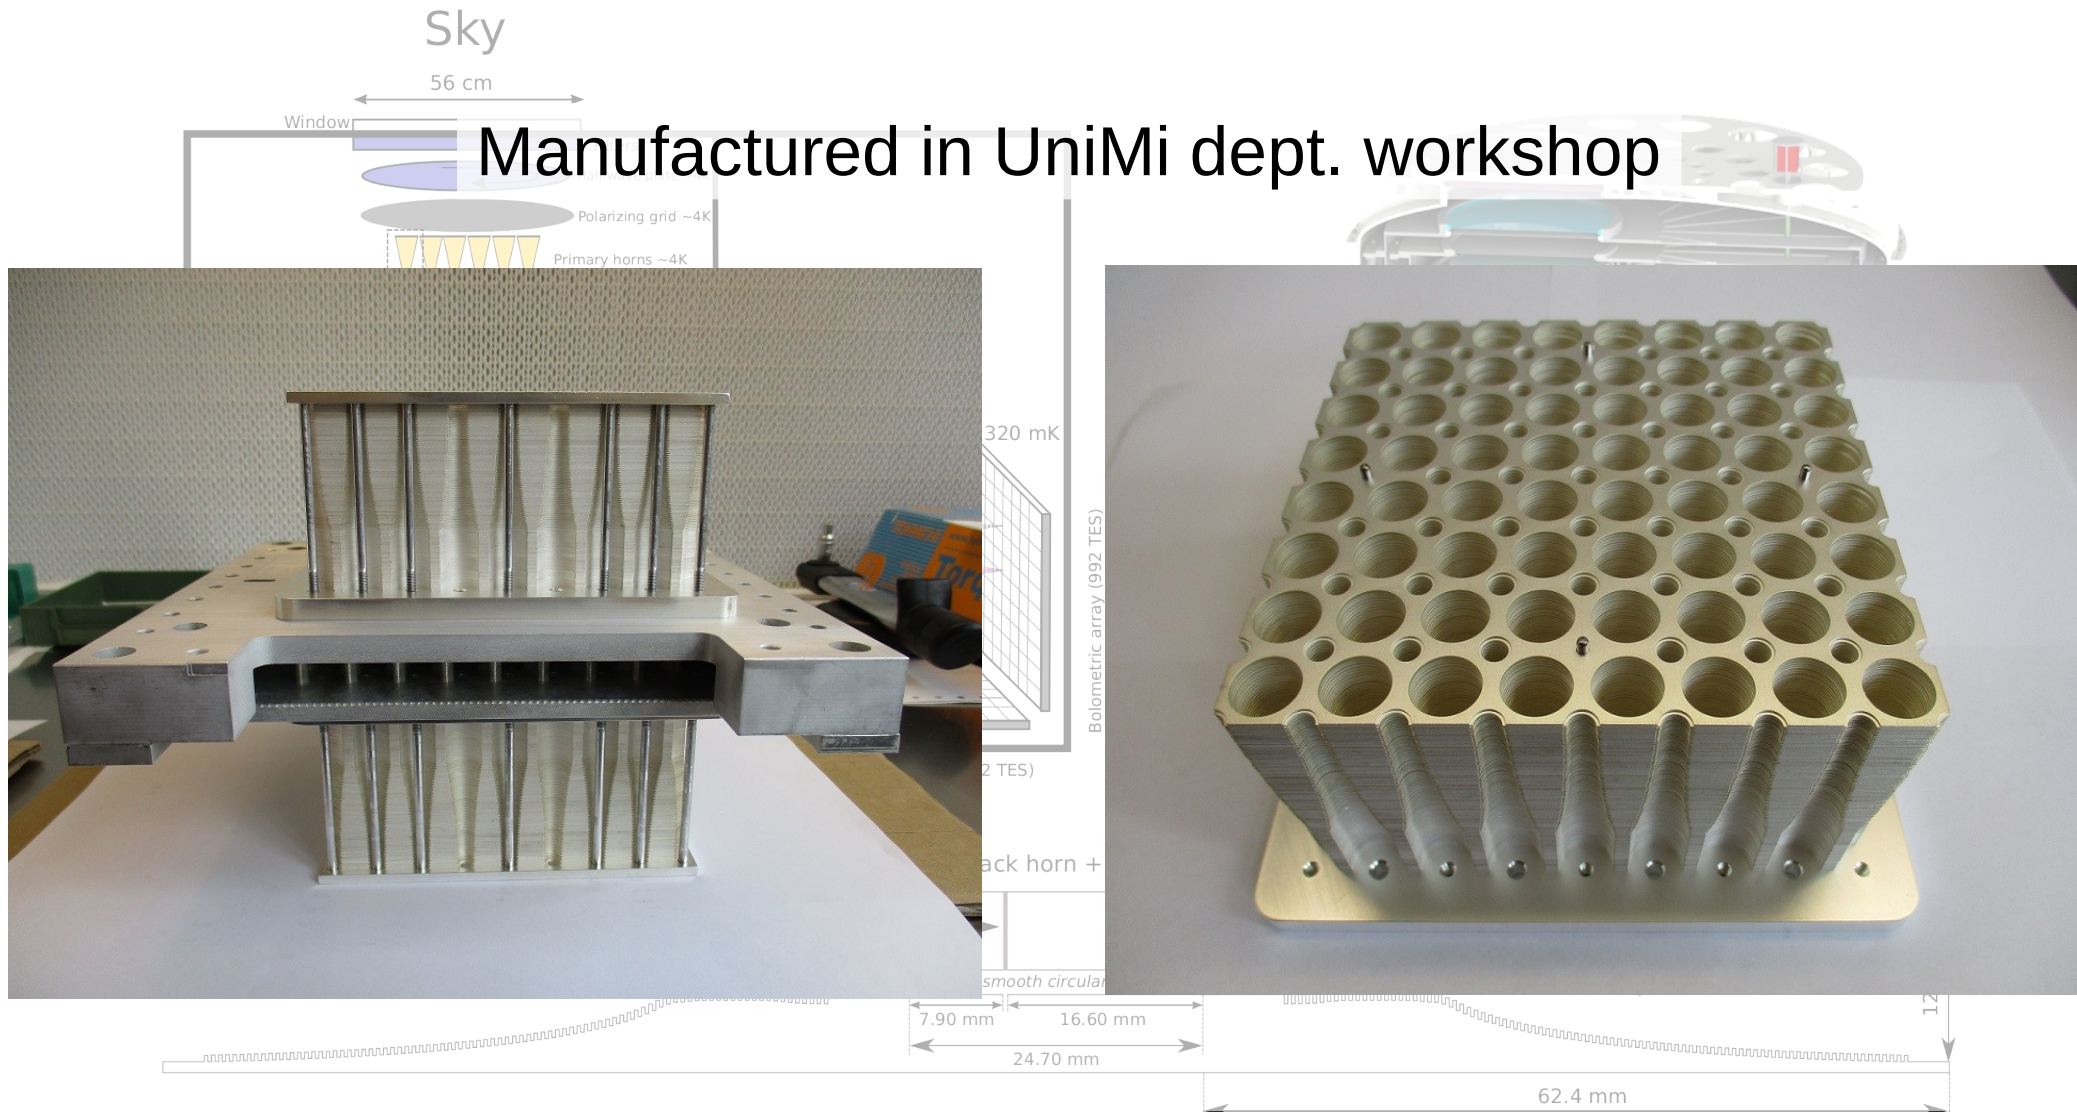 Sky
56 cm
Window
Manufactured in UniMi dept. workshop
Polarizing grid ~4K
Primary horns ~4K
320 mK
Bolometric array (992 TES)
2 TES)
ack horn +
smooth circular
7.90 mm
16.60 mm
12
24.70 mm
62.4 mm
Torq